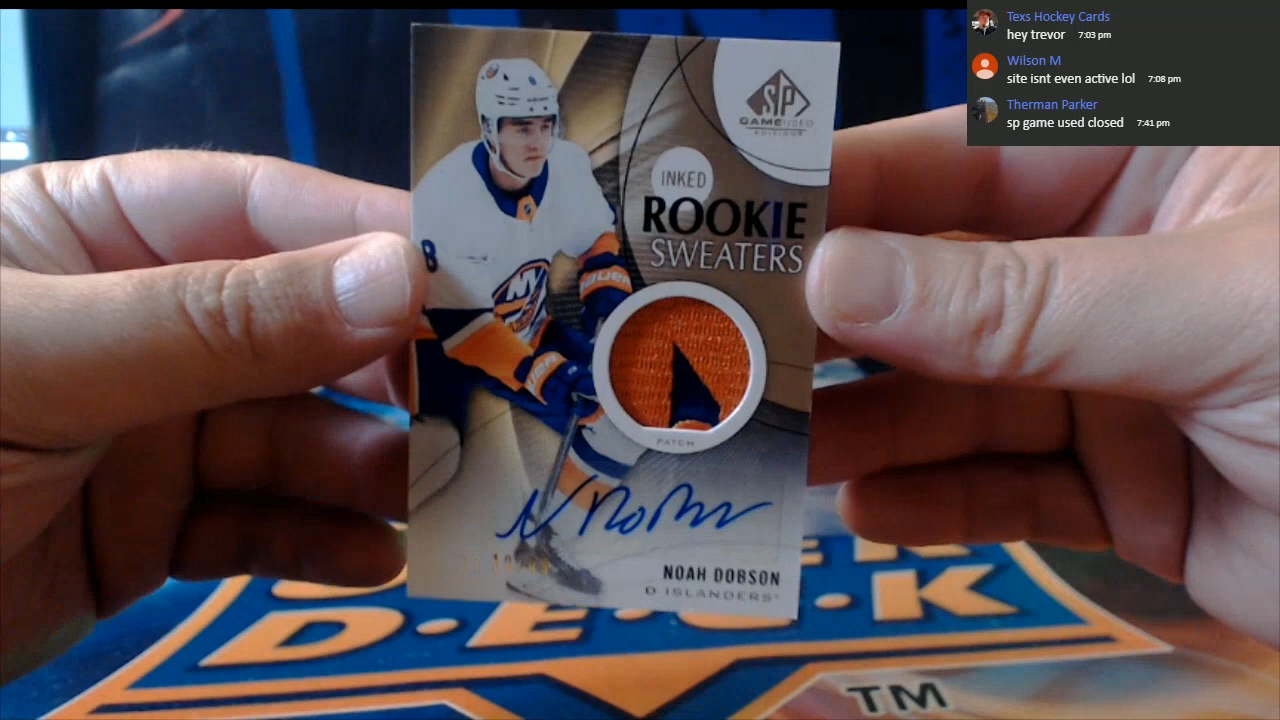 Texs Hockey Cards
hey trevor 7:03 pm
Wilson M
site isnt even active lol 7:08 pm
Therman Parker
sp game used closed 7:41 pm
SP
GAME USED
EDITION
INKED
ROOKIE
SWEATERS
8
8
PATCH
NOAH DOBSON
D ISLANDERS
D·E·C·K
TM